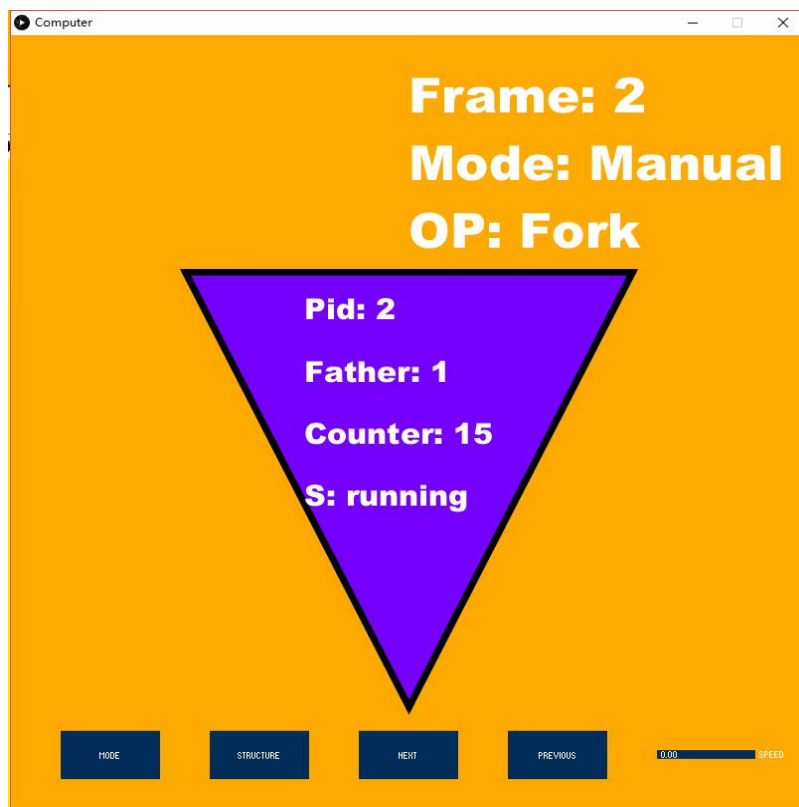 Computer
Frame: 2
Mode: Manual
OP: Fork
Pid: 2
Father: 1
Counter: 15
S: running
MODE
STRUCTURE
NEXT
PREVIOUS
0.00 SPEED